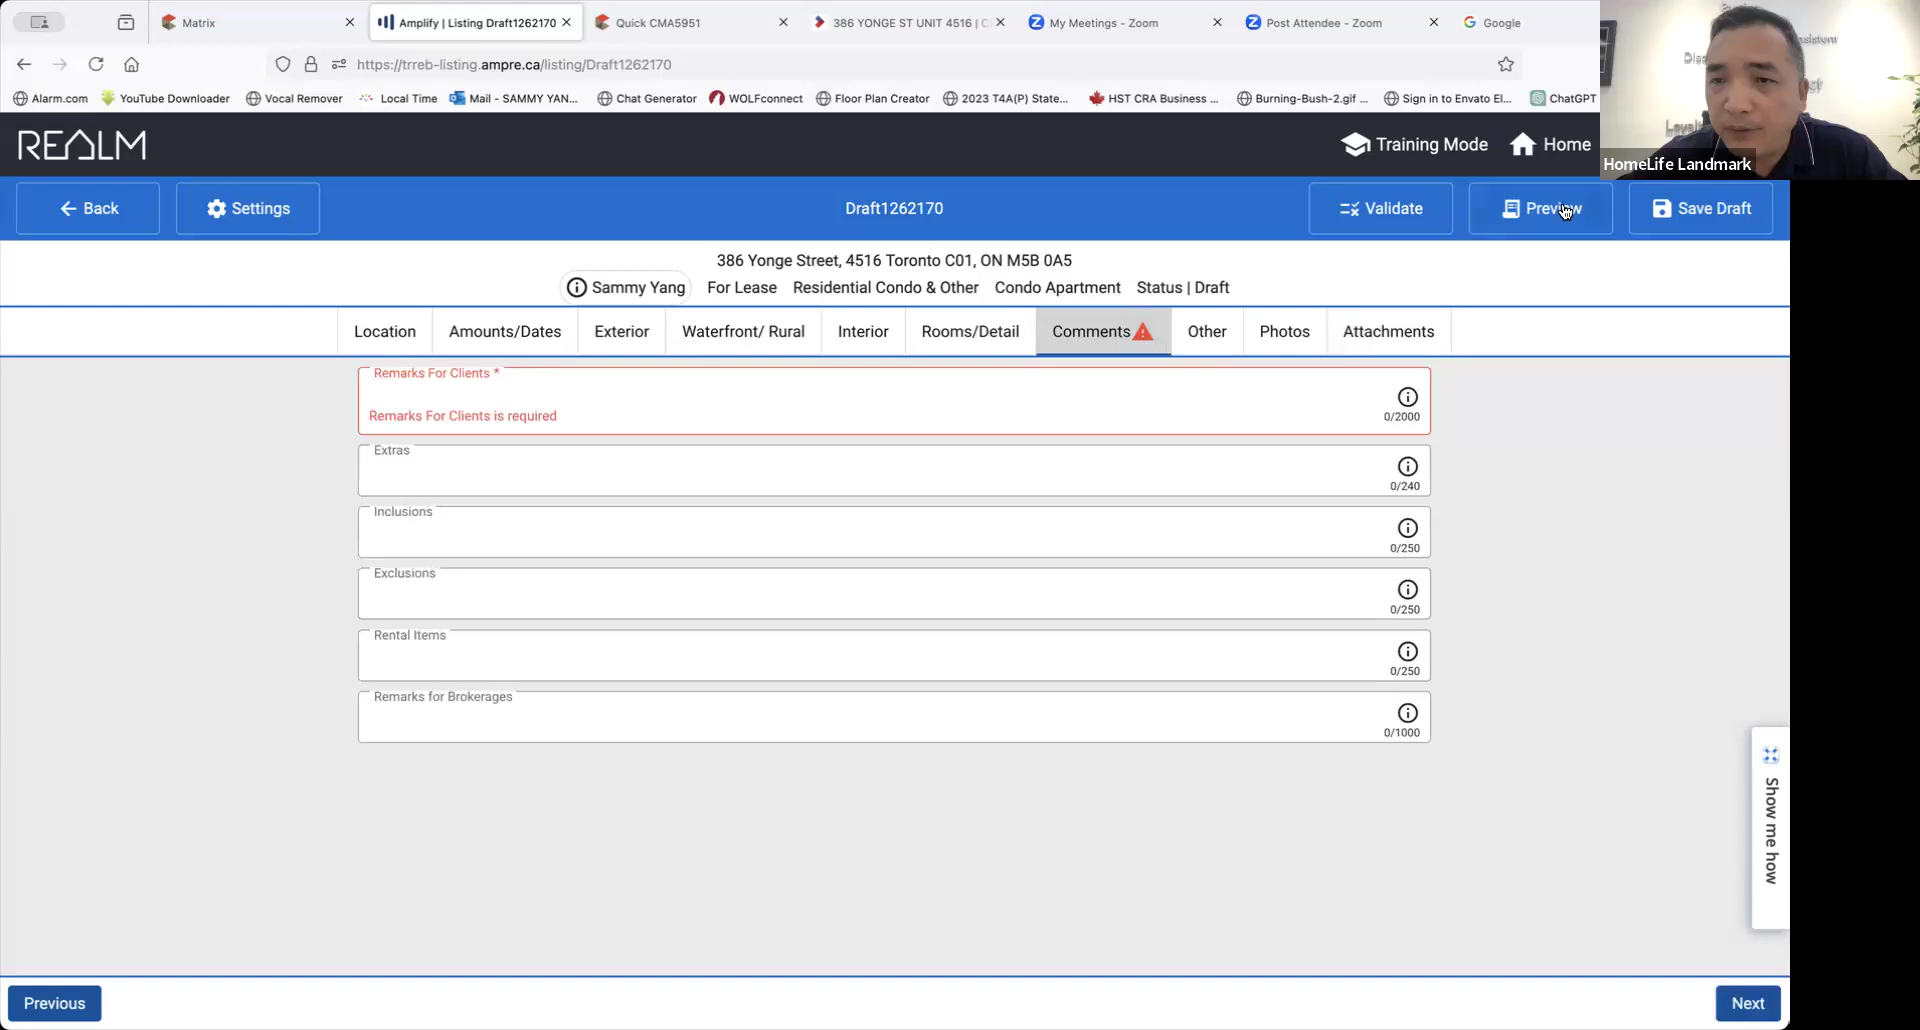 Matrix
Amplify | Listing Draft1262170
Quick CMA5951
386 YONGE ST UNIT 4516 | C
My Meetings - Zoom
Post Attendee - Zoom
Google
https://trreb-listing.ampre.ca/listing/Draft1262170
Alarm.com
YouTube Downloader
Vocal Remover
Local Time
Mail - SAMMY YAN...
Chat Generator
WOLFconnect
Floor Plan Creator
2023 T4A(P) State...
HST CRA Business ...
Burning-Bush-2.gif ...
Sign in to Envato El...
ChatGPT
HomeLife Landmark
REALM
Training Mode
Home
Back
Settings
Draft1262170
Validate
Preview
Save Draft
386 Yonge Street, 4516 Toronto C01, ON M5B 0A5
Sammy Yang
For Lease
Residential Condo & Other
Condo Apartment
Status | Draft
Location
Amounts/Dates
Exterior
Waterfront/ Rural
Interior
Rooms/Detail
Comments
Other
Photos
Attachments
Remarks For Clients *
Remarks For Clients is required
0/2000
Extras
0/240
Inclusions
0/250
Exclusions
0/250
Rental Items
0/250
Remarks for Brokerages
0/1000
Show me how
Previous
Next